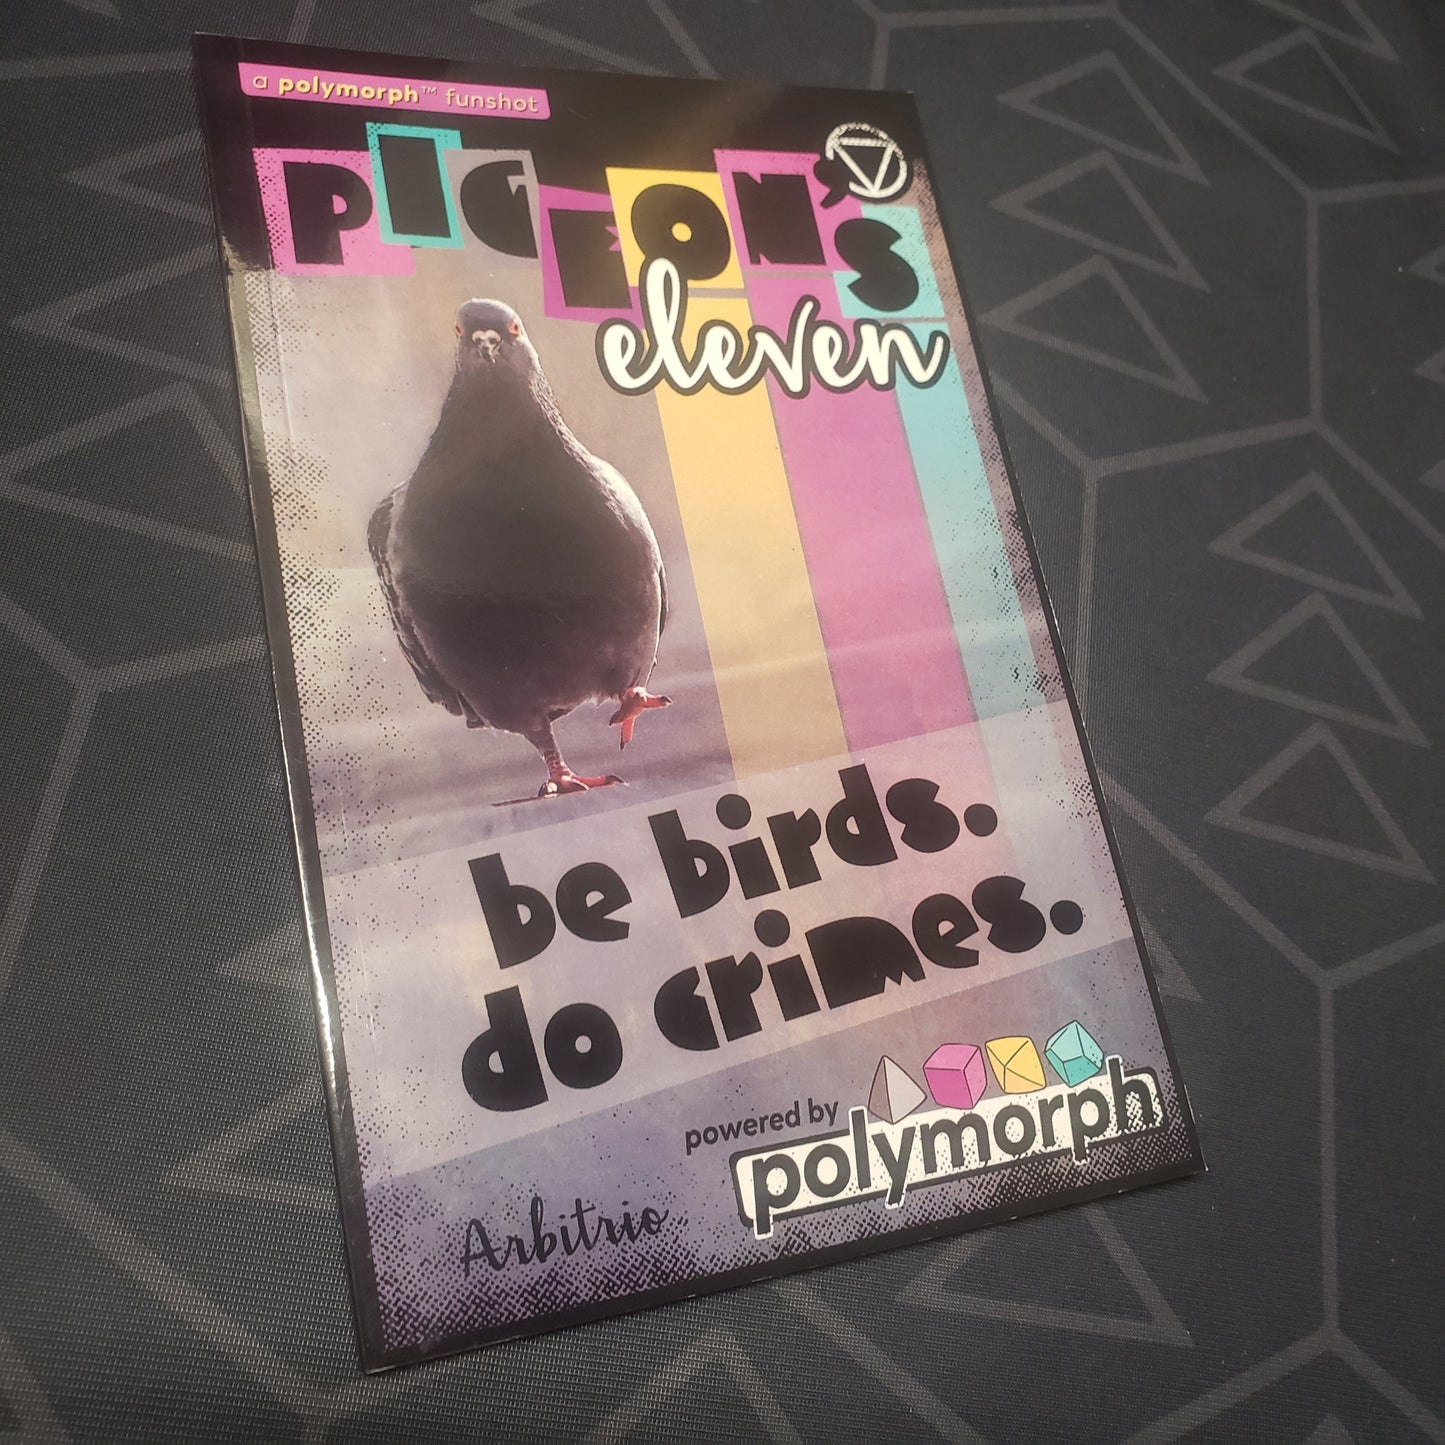 a polymorph™ funshot
PIGEON'S
eleven
be birds.
do crimes.
powered by
polymorph
Arbitrio